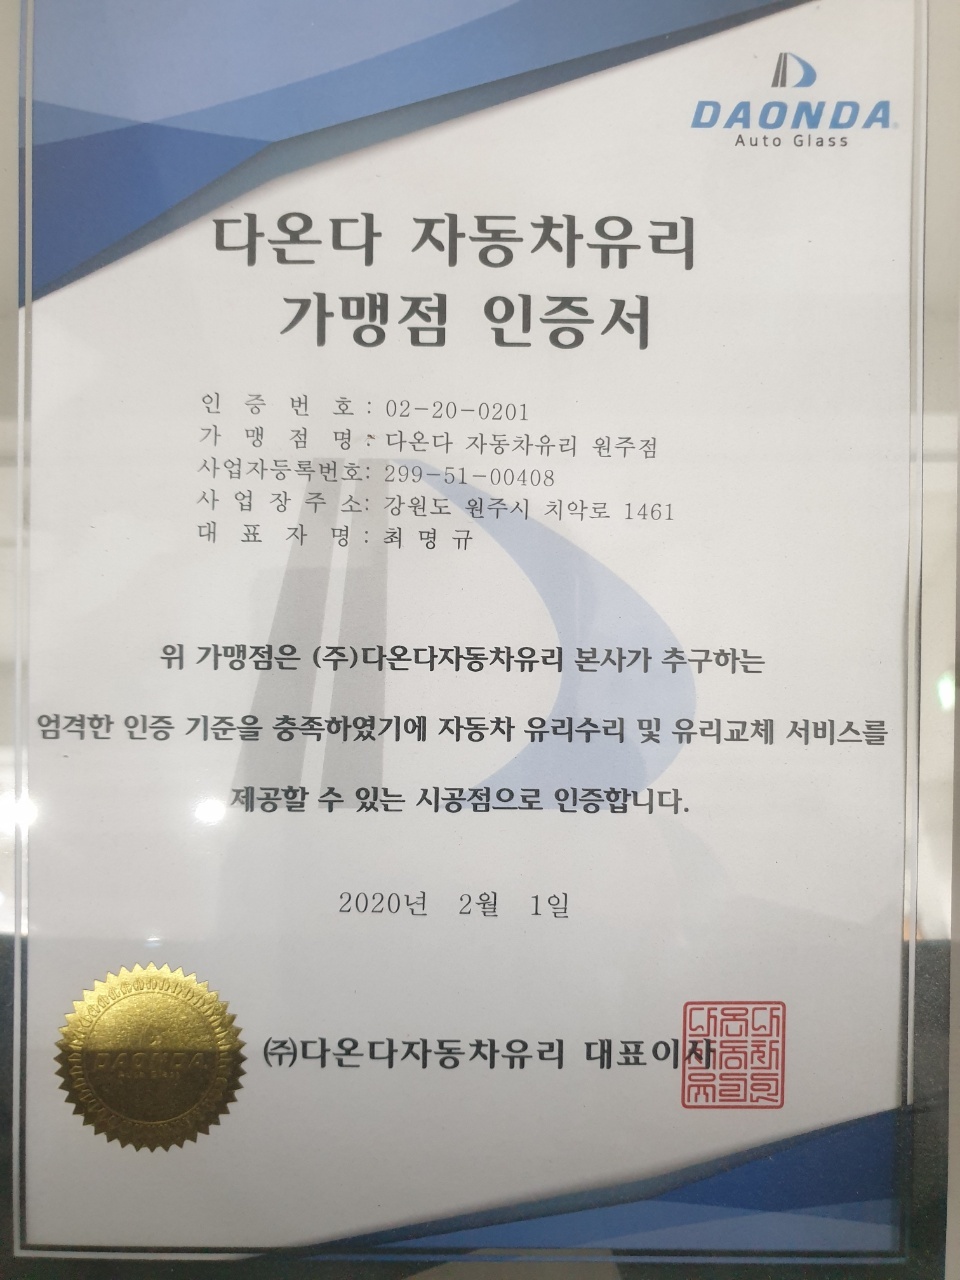 DAONDA
Auto Glass
다온다 자동차유리
가맹점 인증서
인 증 번 호 : 02-20-0201
가 맹 점 명 : 다온다 자동차유리 원주점
사업자등록번호: 299-51-00408
사 업 장 주 소: 강원도 원주시 치악로 1461
대 표 자 명 : 최 명 규
위 가맹점은 (주)다온다자동차유리 본사가 추구하는
엄격한 인증 기준을 충족하였기에 자동차 유리수리 및 유리교체 서비스를
제공할 수 있는 시공점으로 인증합니다.
2020년 2월 1일
㈜다온다자동차유리 대표이사
DAONDA